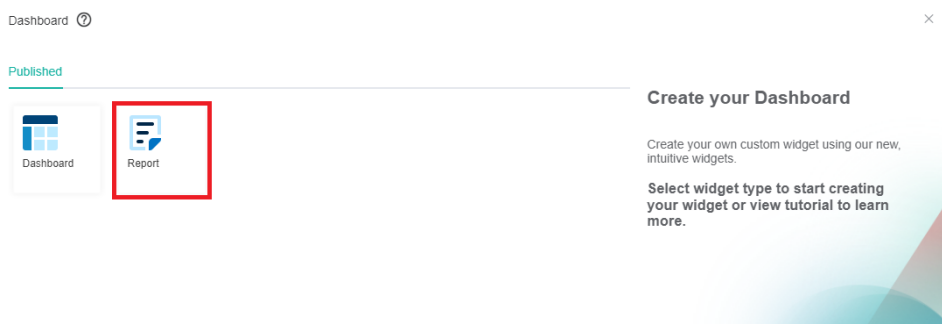 Dashboard
Published
Dashboard
Report
Create your Dashboard
Create your own custom widget using our new,
intuitive widgets.
Select widget type to start creating
your widget or view tutorial to learn
more.